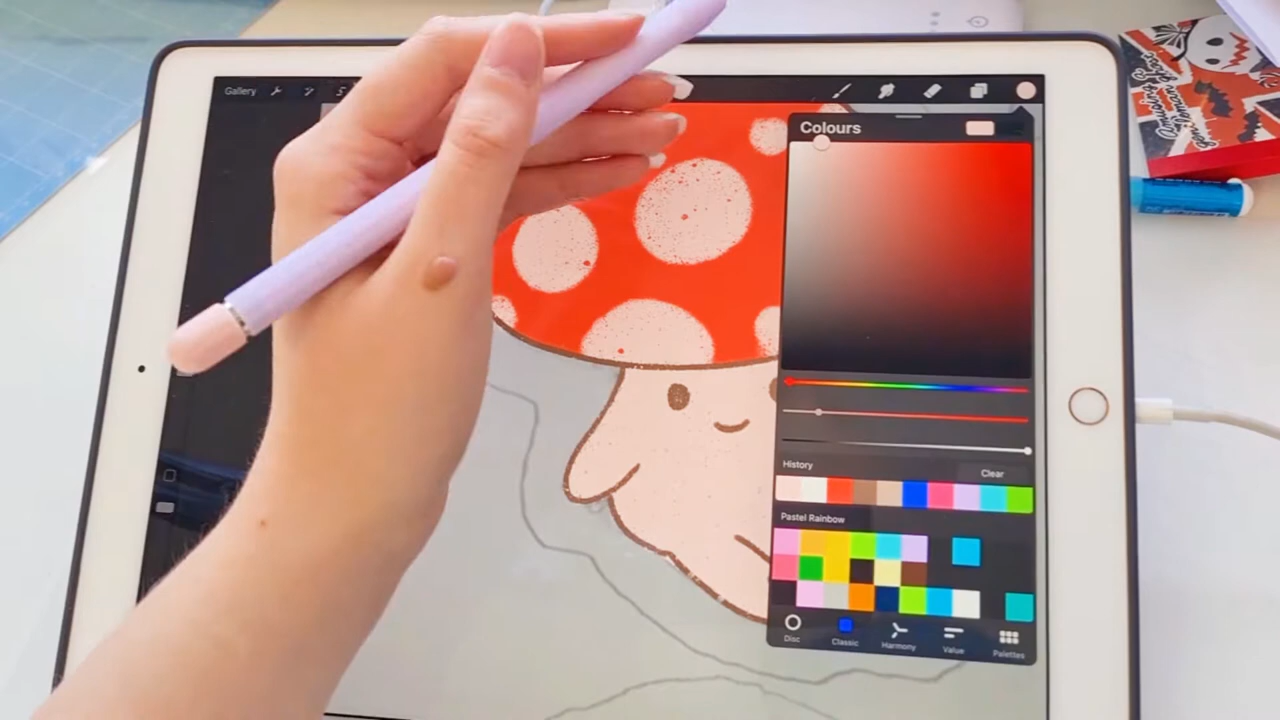 Gallery
Colours
History
Clear
Pastel Rainbow
Disc
Classic
Harmony
Value
Palettes